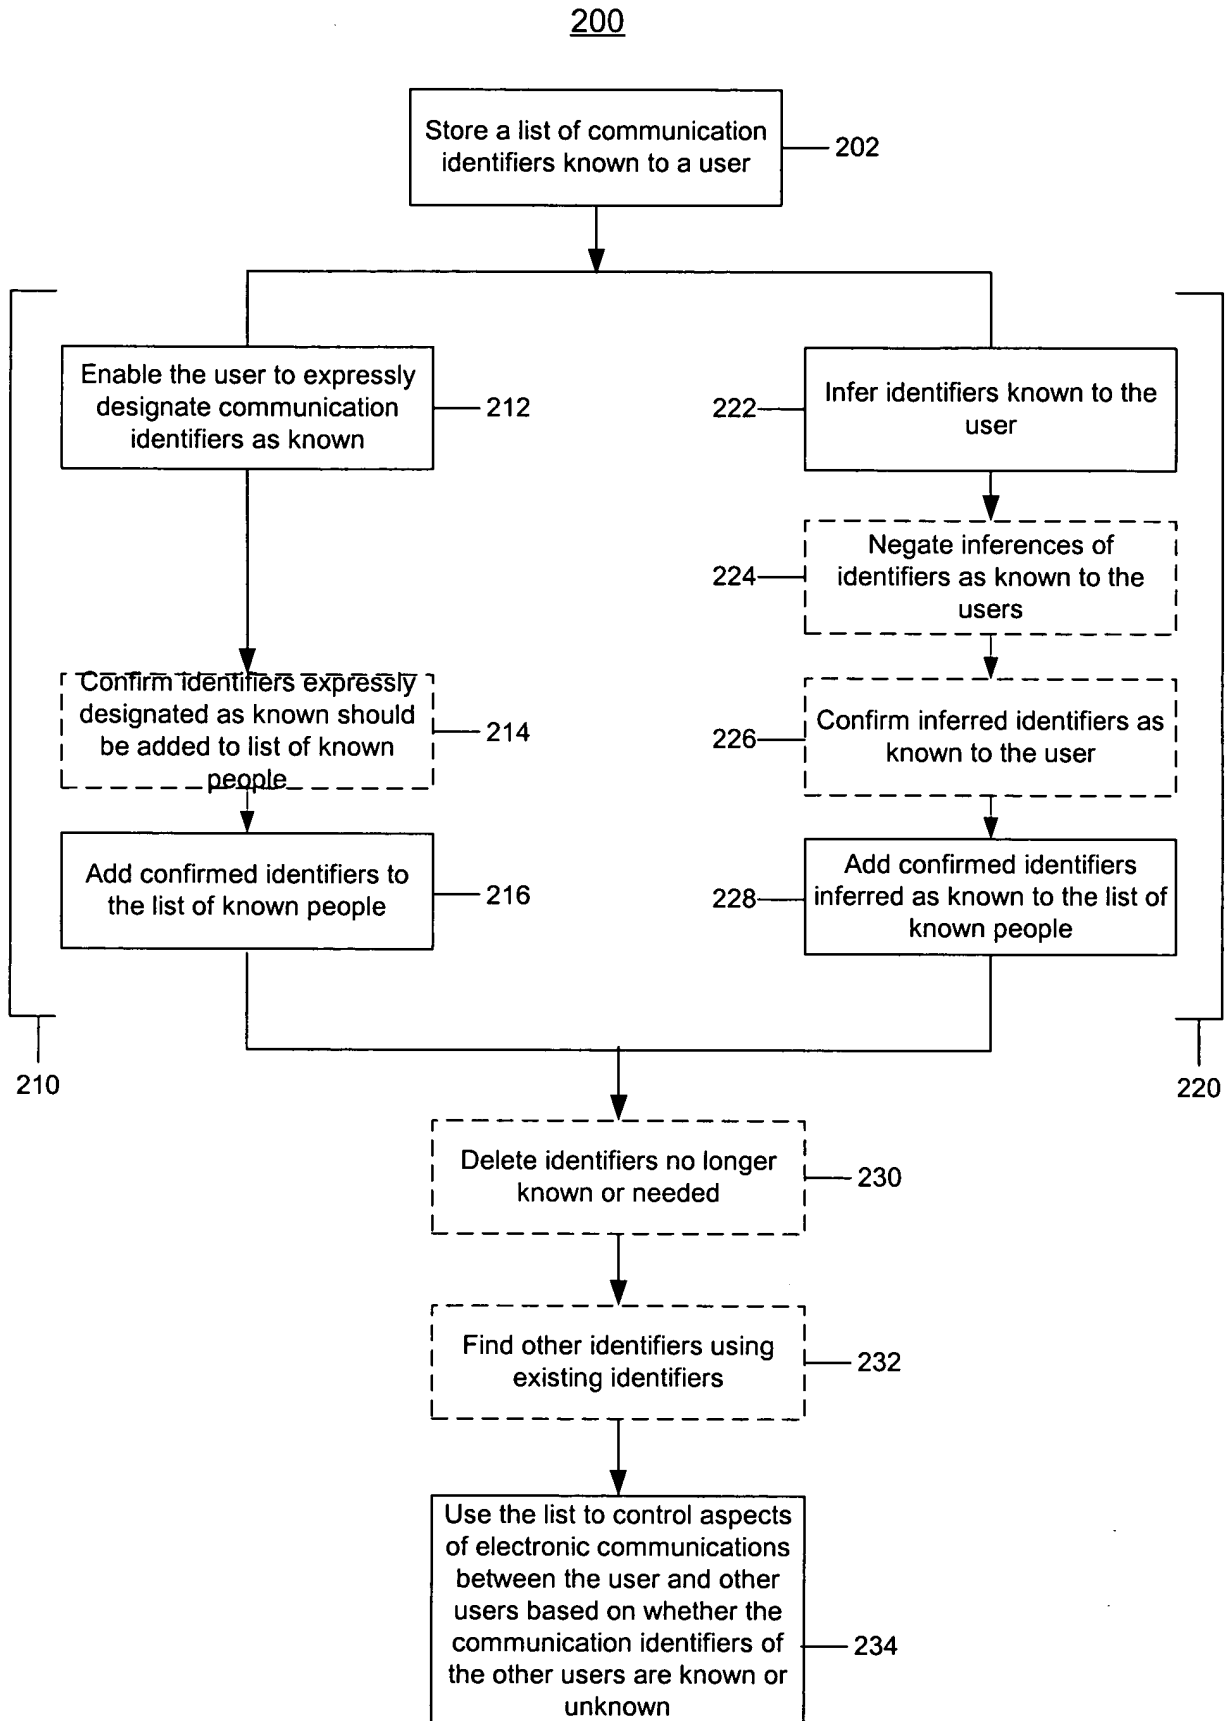 200
Store a list of communication
identifiers known to a user
202
Enable the user to expressly
designate communication
identifiers as known
212
222
Infer identifiers known to the
user
224
Negate inferences of
identifiers as known to the
users
Confirm identifiers expressly
designated as known should
be added to list of known
people
214
226
Confirm inferred identifiers as
known to the user
Add confirmed identifiers to
the list of known people
216
228
Add confirmed identifiers
inferred as known to the list of
known people
210
220
Delete identifiers no longer
known or needed
230
Find other identifiers using
existing identifiers
232
Use the list to control aspects
of electronic communications
between the user and other
users based on whether the
communication identifiers of
the other users are known or
unknown
234